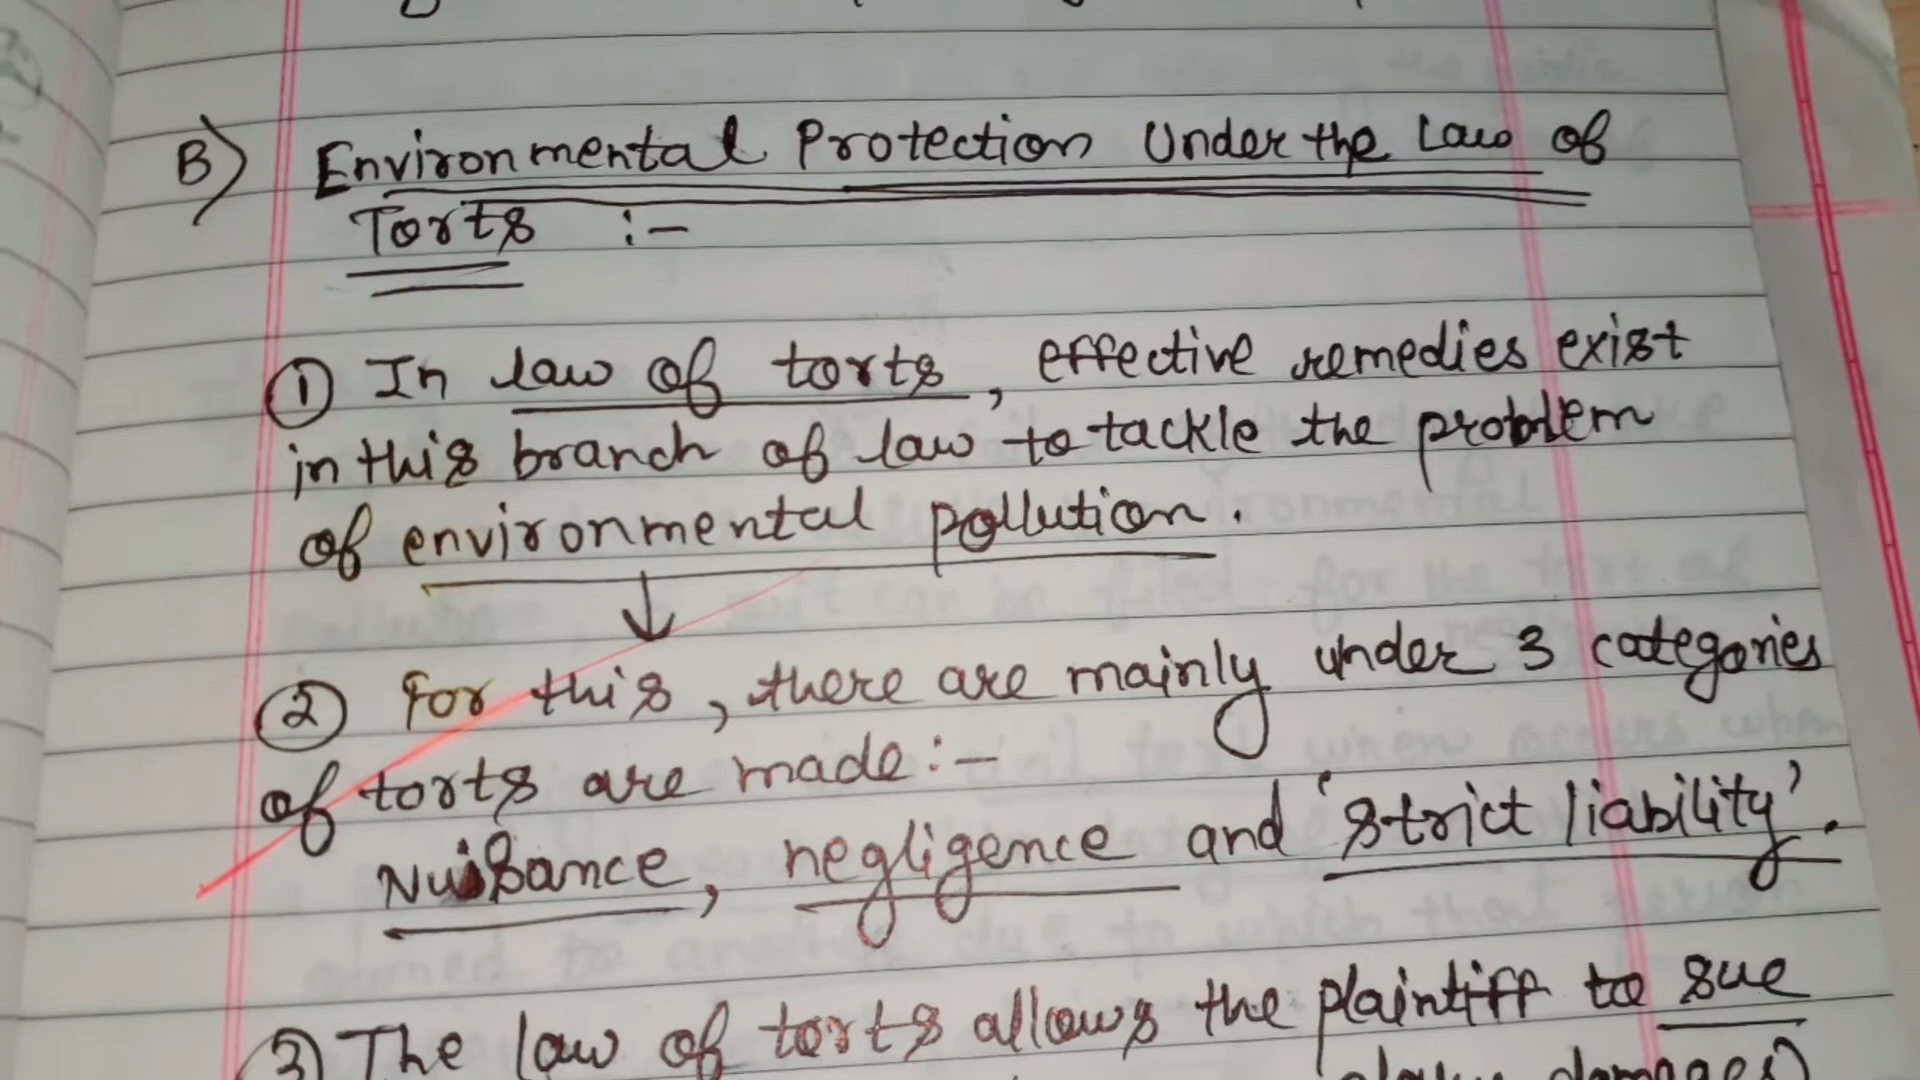 B) Environmental Protection Under the Law of
Torts :-
① In law of torts, effective remedies exist
in this branch of law to tackle the problem
of environmental pollution.
↓
② For this, there are mainly under 3 categories
of torts are made:-
Nuisance, negligence and 'strict liability'.
③ The law of torts allows the plaintiff to sue
damages)